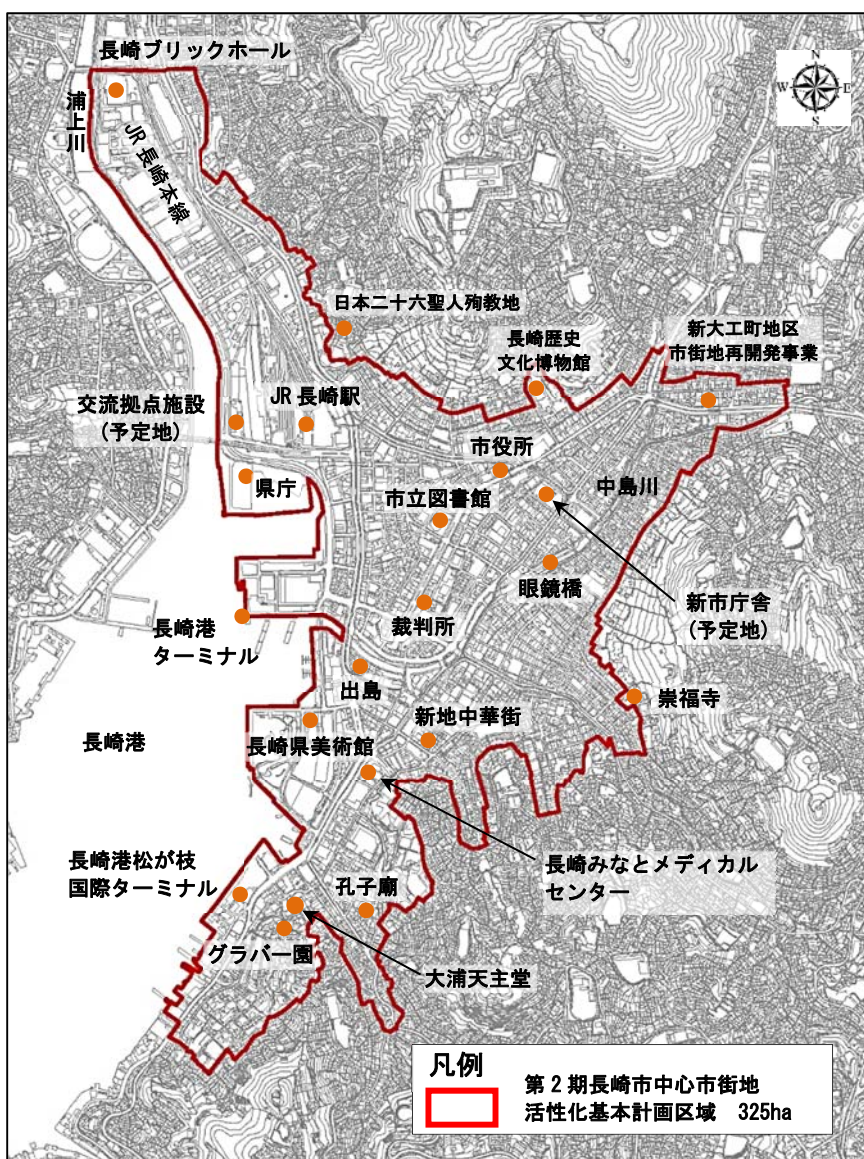 長崎ブリックホール
N
W E
S
浦上川
JR 長崎本線
日本二十六聖人殉教地
長崎歴史
文化博物館
新大工町地区
市街地再開発事業
交流拠点施設
(予定地)
JR 長崎駅
市役所
県庁
市立図書館
中島川
眼鏡橋
新市庁舎
(予定地)
裁判所
長崎港
ターミナル
出島
崇福寺
新地中華街
長崎県美術館
長崎港
長崎みなとメディカル
センター
長崎港松が枝
国際ターミナル
孔子廟
グラバー園
大浦天主堂
凡例
第2期長崎市中心市街地
活性化基本計画区域 325ha